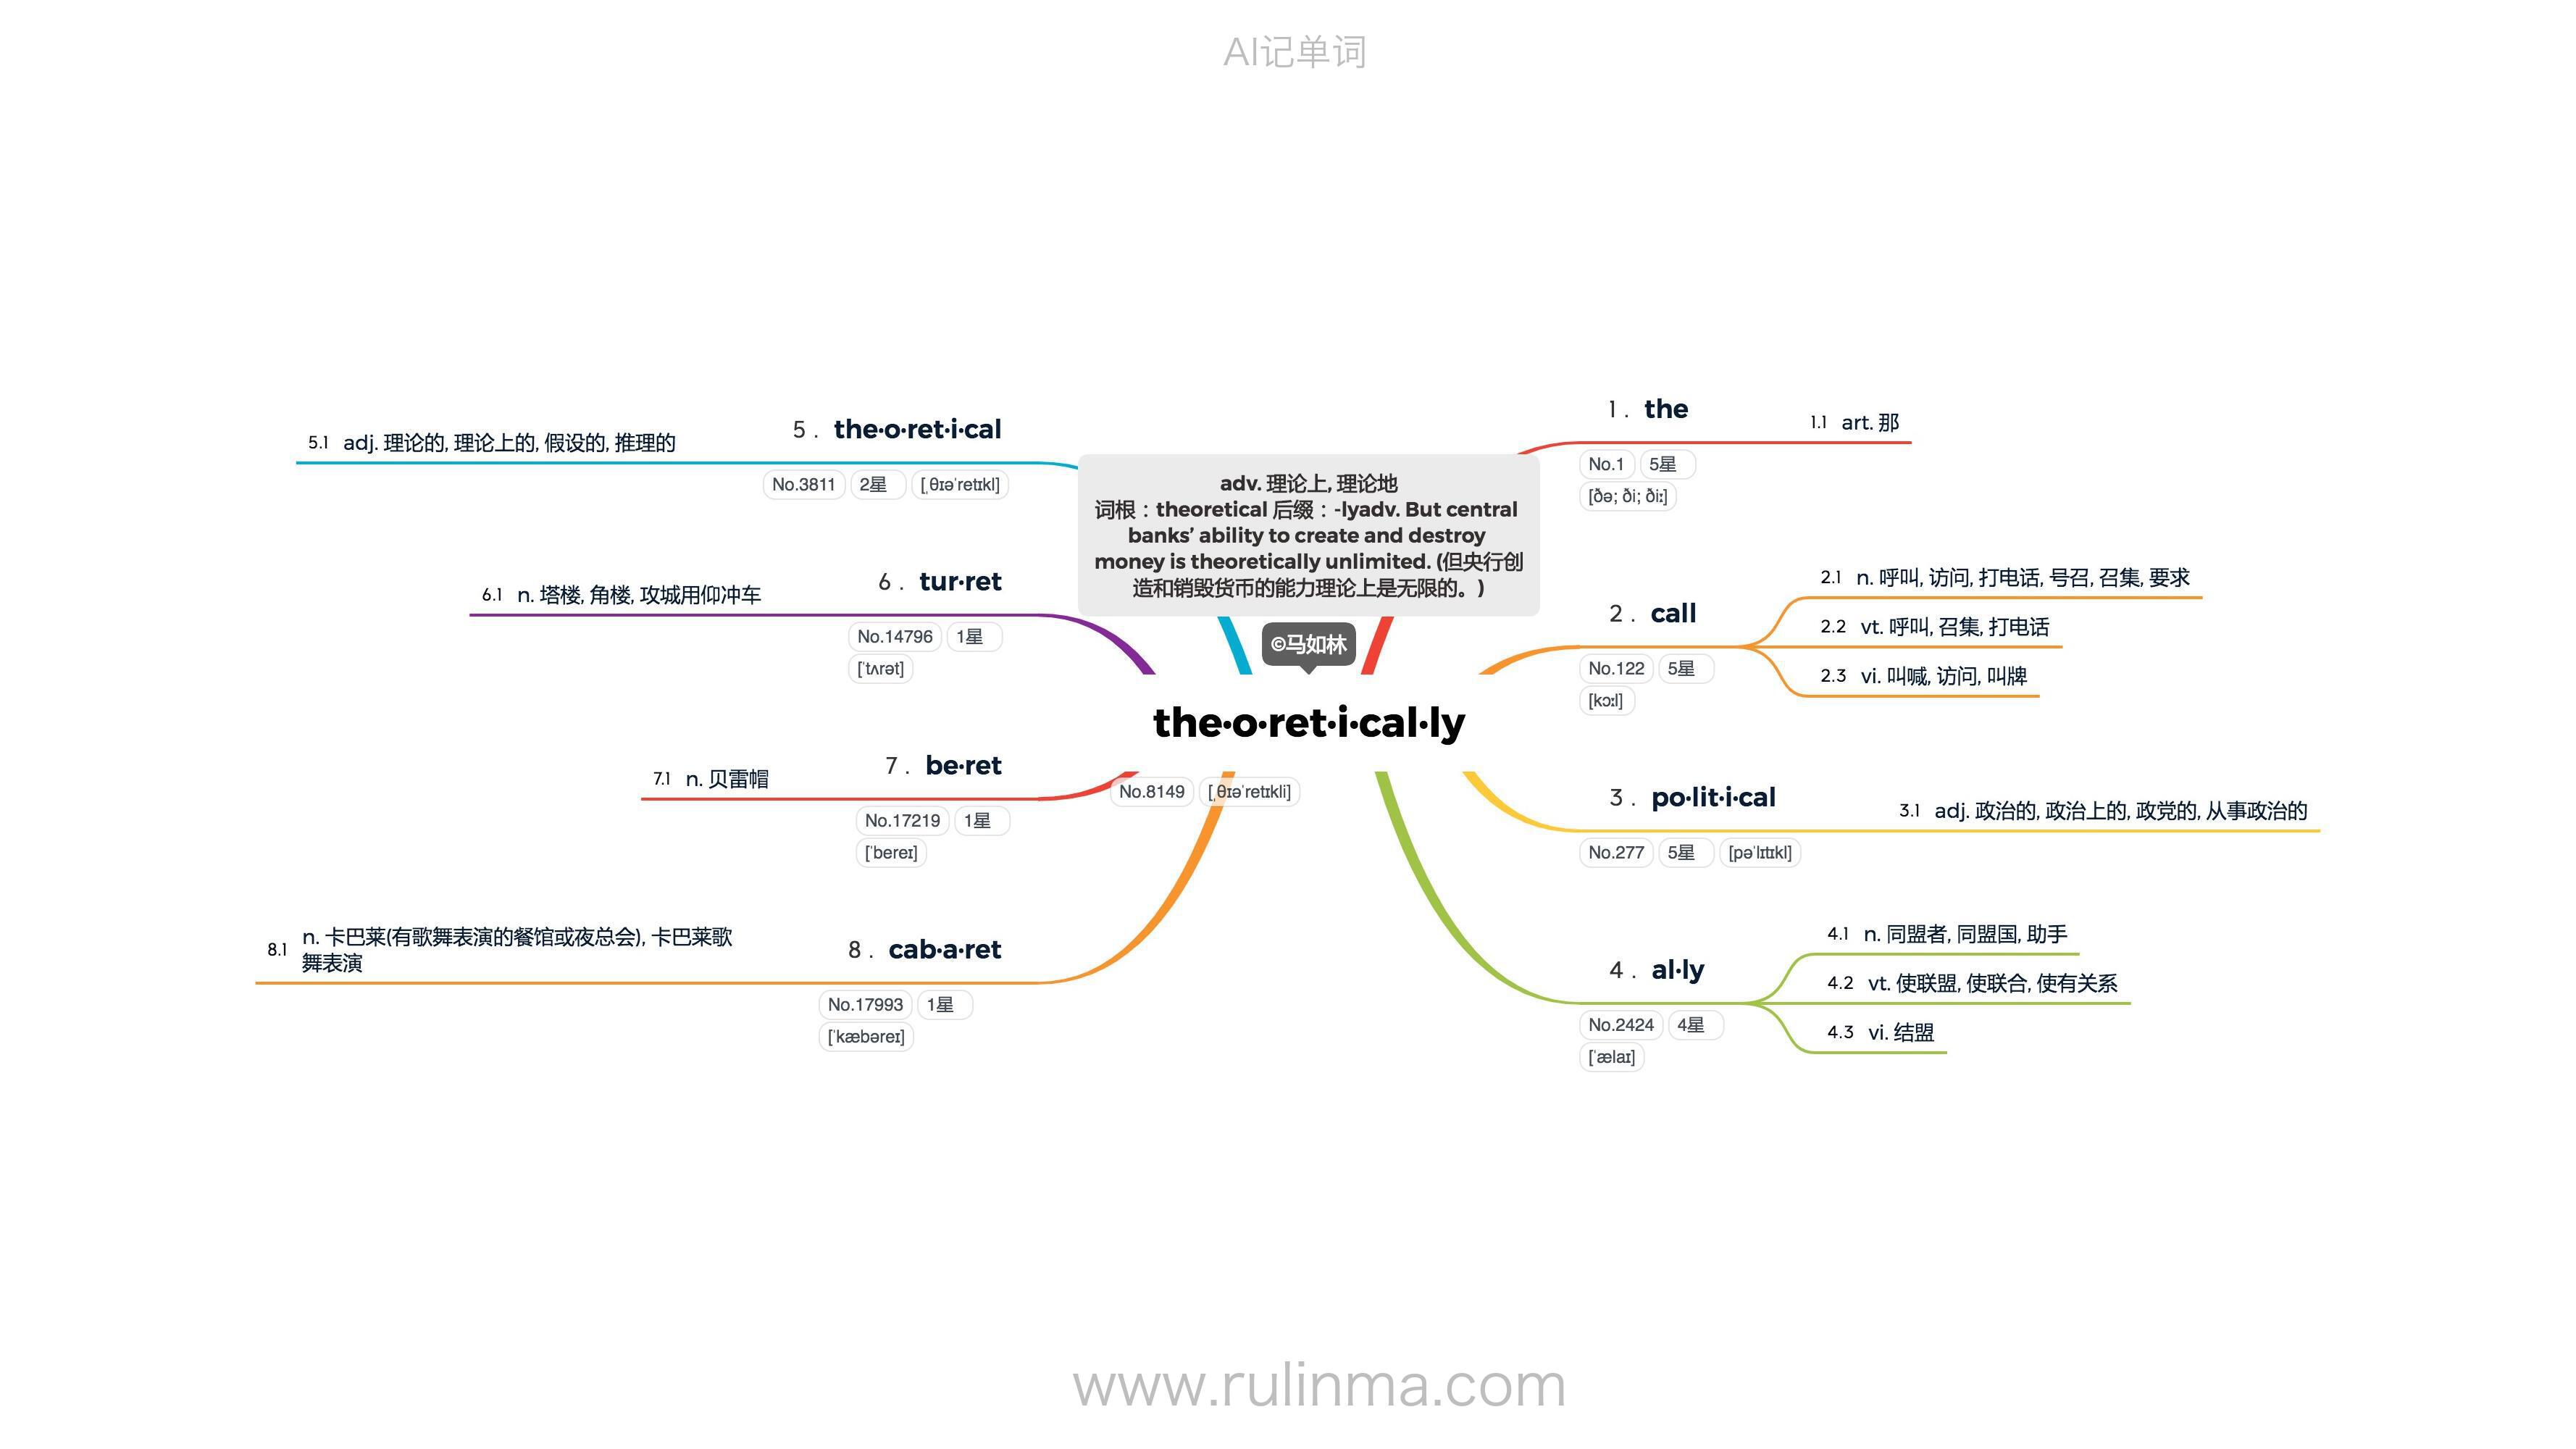 AI记单词
adv. 理论上, 理论地
词根：theoretical 后缀：-lyadv. But central
banks’ ability to create and destroy
money is theoretically unlimited. (但央行创
造和销毁货币的能力理论上是无限的。)
©马如林
the·o·ret·i·cal·ly
No.8149 [ˌθɪəˈretɪkli]
1 . the
No.1 5星
[ðə; ði; ðiː]
1.1 art. 那
2 . call
No.122 5星
[kɔːl]
2.1 n. 呼叫, 访问, 打电话, 号召, 召集, 要求
2.2 vt. 呼叫, 召集, 打电话
2.3 vi. 叫喊, 访问, 叫牌
3 . po·lit·i·cal
No.277 5星 [pəˈlɪtɪkl]
3.1 adj. 政治的, 政治上的, 政党的, 从事政治的
4 . al·ly
No.2424 4星
[ˈælaɪ]
4.1 n. 同盟者, 同盟国, 助手
4.2 vt. 使联盟, 使联合, 使有关系
4.3 vi. 结盟
5 . the·o·ret·i·cal
No.3811 2星 [ˌθɪəˈretɪkl]
5.1 adj. 理论的, 理论上的, 假设的, 推理的
6 . tur·ret
No.14796 1星
[ˈtʌrət]
6.1 n. 塔楼, 角楼, 攻城用仰冲车
7 . be·ret
No.17219 1星
[ˈbereɪ]
7.1 n. 贝雷帽
8 . cab·a·ret
No.17993 1星
[ˈkæbəreɪ]
8.1 n. 卡巴莱(有歌舞表演的餐馆或夜总会), 卡巴莱歌
舞表演
www.rulinma.com